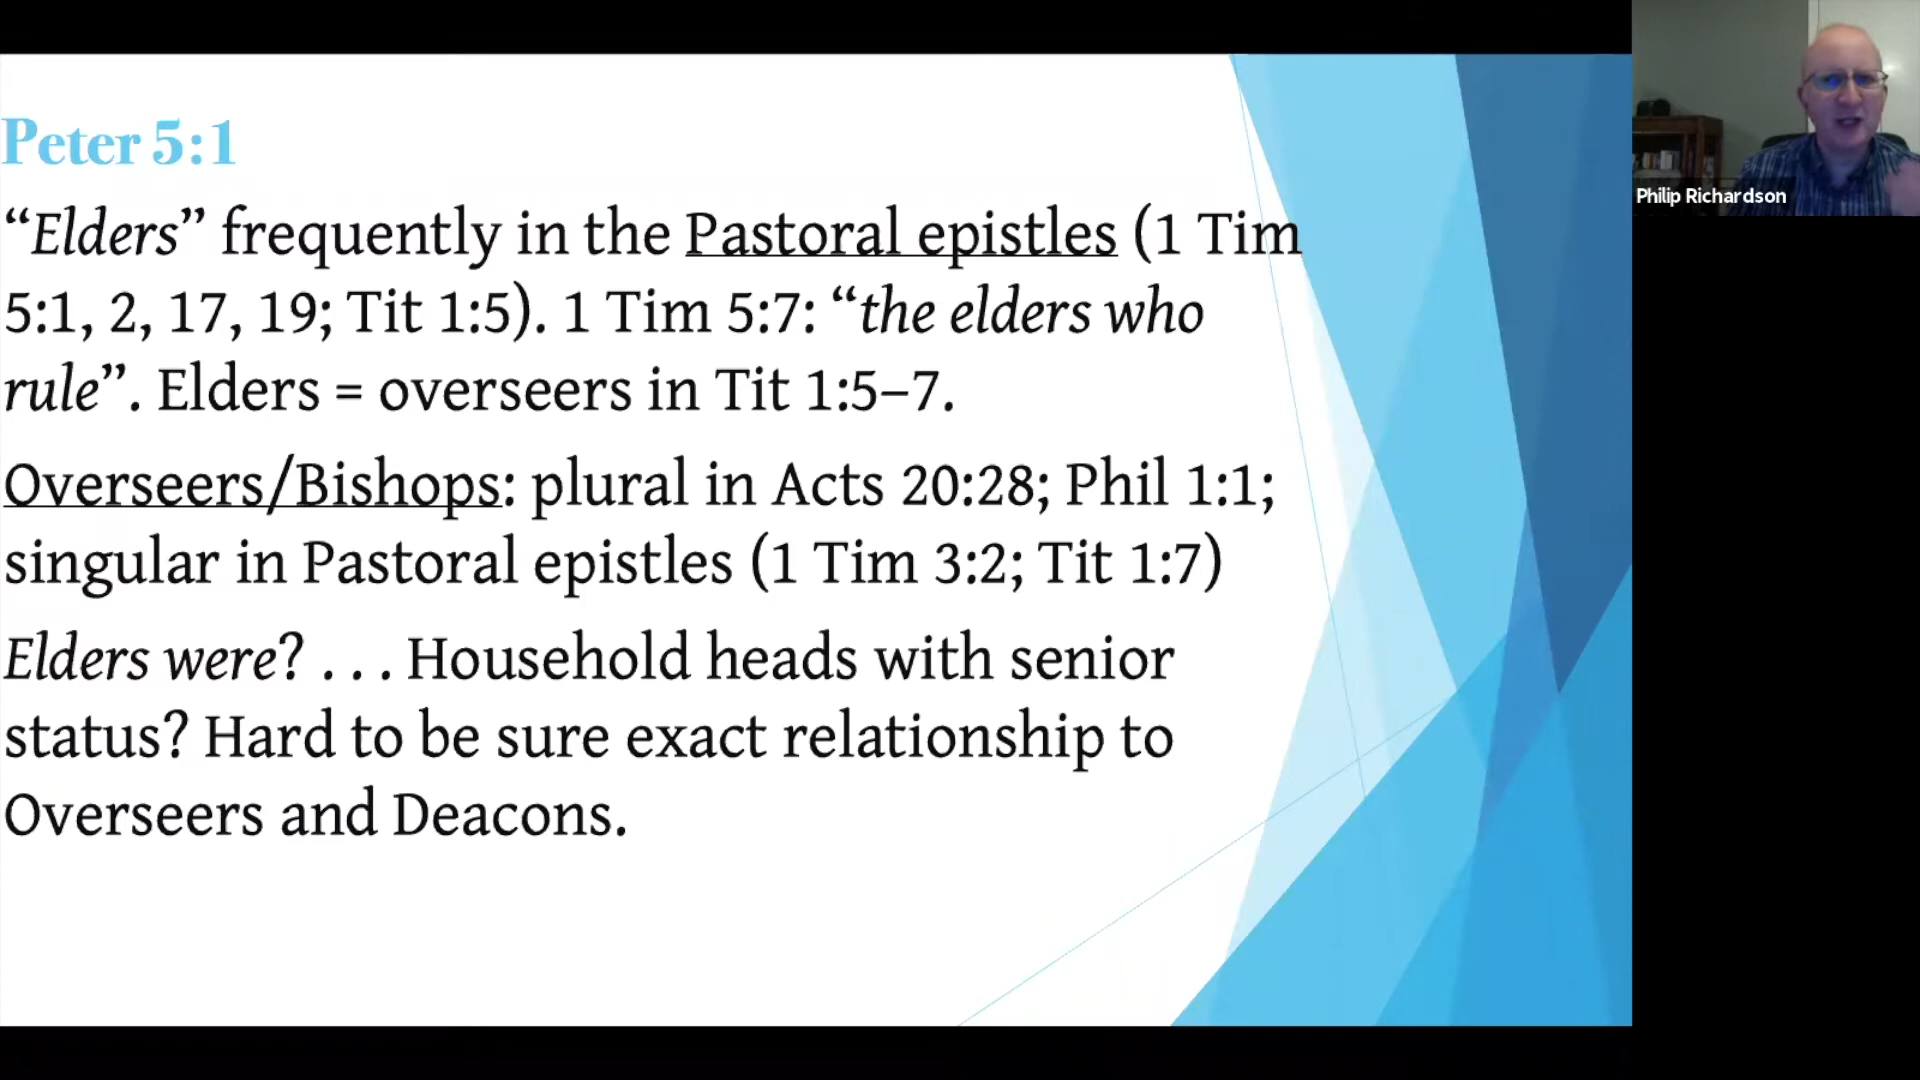 Peter 5:1
“Elders” frequently in the Pastoral epistles (1 Tim
5:1, 2, 17, 19; Tit 1:5). 1 Tim 5:7: “the elders who
rule”. Elders = overseers in Tit 1:5–7.
Overseers/Bishops: plural in Acts 20:28; Phil 1:1;
singular in Pastoral epistles (1 Tim 3:2; Tit 1:7)
Elders were? . . . Household heads with senior
status? Hard to be sure exact relationship to
Overseers and Deacons.
Philip Richardson